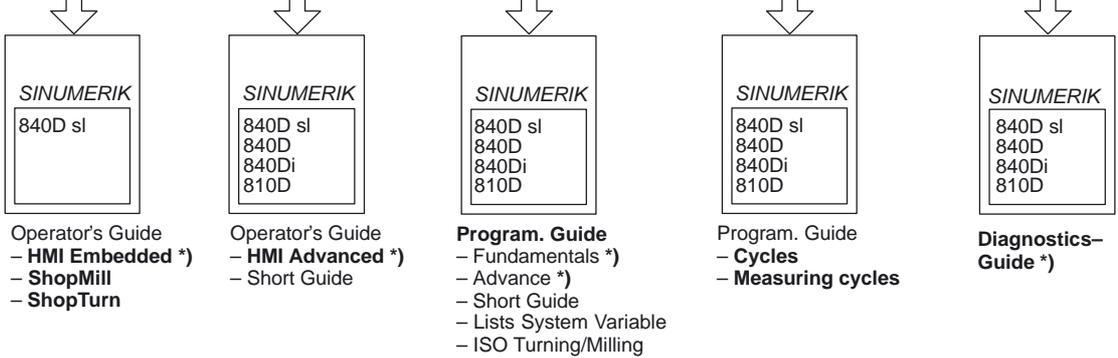 SINUMERIK
840D sl
Operator's Guide
– HMI Embedded *)
– ShopMill
– ShopTurn
SINUMERIK
840D sl
840D
840Di
810D
Operator's Guide
– HMI Advanced *)
– Short Guide
SINUMERIK
840D sl
840D
840Di
810D
Program. Guide
– Fundamentals *)
– Advance *)
– Short Guide
– Lists System Variable
– ISO Turning/Milling
SINUMERIK
840D sl
840D
840Di
810D
Program. Guide
– Cycles
– Measuring cycles
SINUMERIK
840D sl
840D
840Di
810D
Diagnostics–
Guide *)